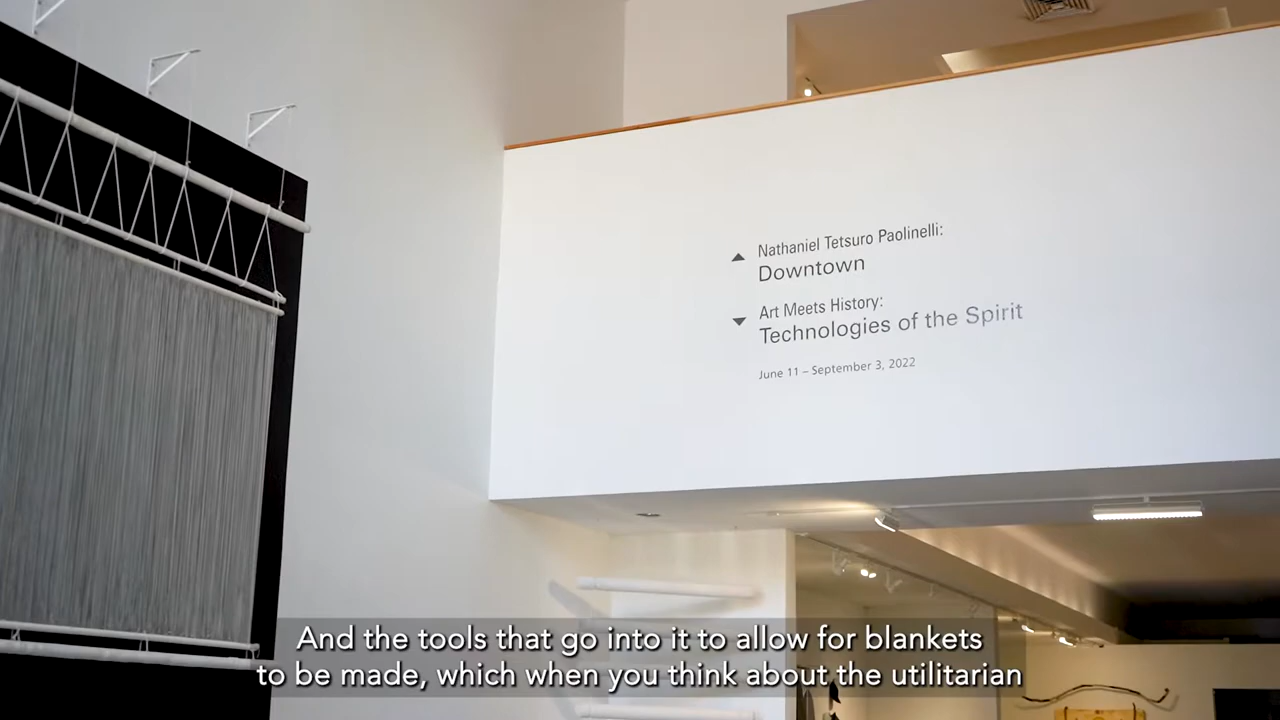 Nathaniel Tetsuro Paolinelli:
Downtown
Art Meets History:
Technologies of the Spirit
June 11 – September 3, 2022
And the tools that go into it to allow for blankets
to be made, which when you think about the utilitarian